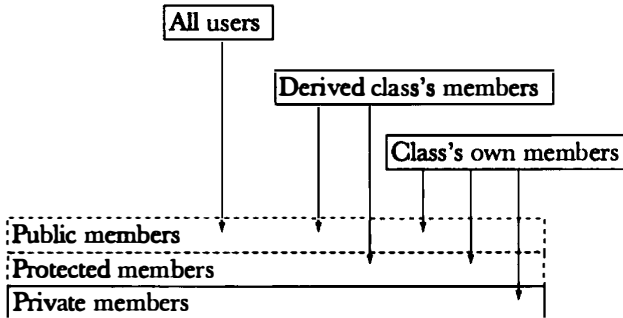 All users
Derived class's members
Class's own members
Public members
Protected members
Private members